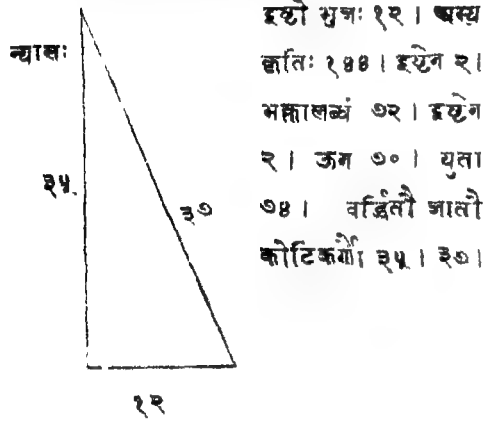 न्यासः
इष्टो भुजः १२ । अस्य
कृतिः १४४ । इष्टेन २ ।
भक्तालब्धं ७२ । इष्टेन
२ । ऊन ७० । युता
७४ । वर्द्धितौ जातौ
कोटिकर्णौ ३५ । ३७ ।
३५
३७
१२